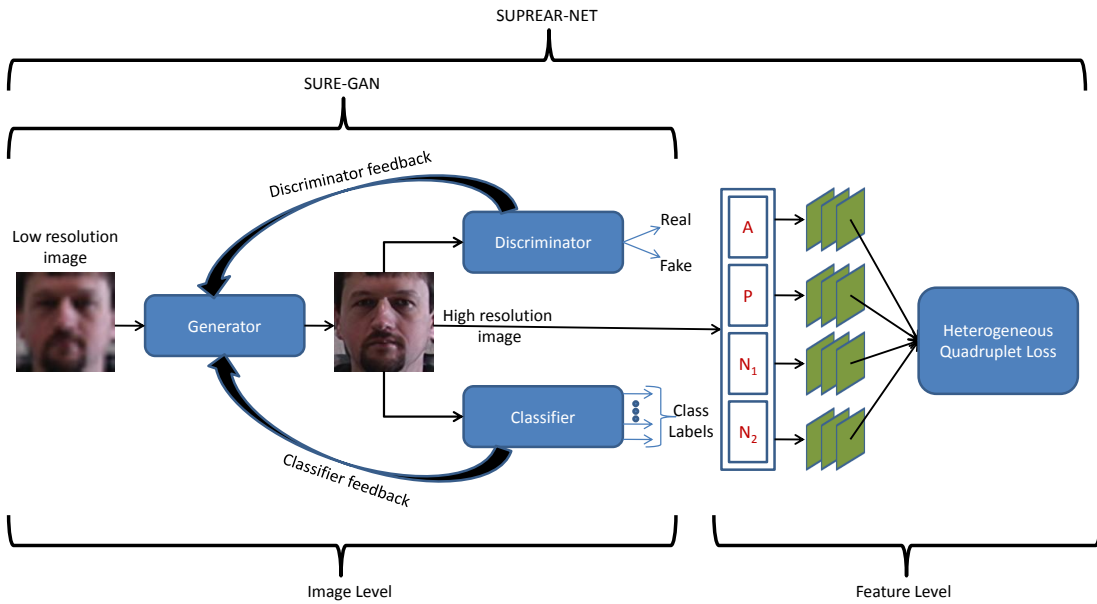 SUPREAR-NET
SURE-GAN
Discriminator feedback
Low resolution
image
Generator
Discriminator
Real
Fake
High resolution
image
Classifier
Class
Labels
Classifier feedback
A
P
N₁
N₂
Heterogeneous
Quadruplet Loss
Image Level
Feature Level